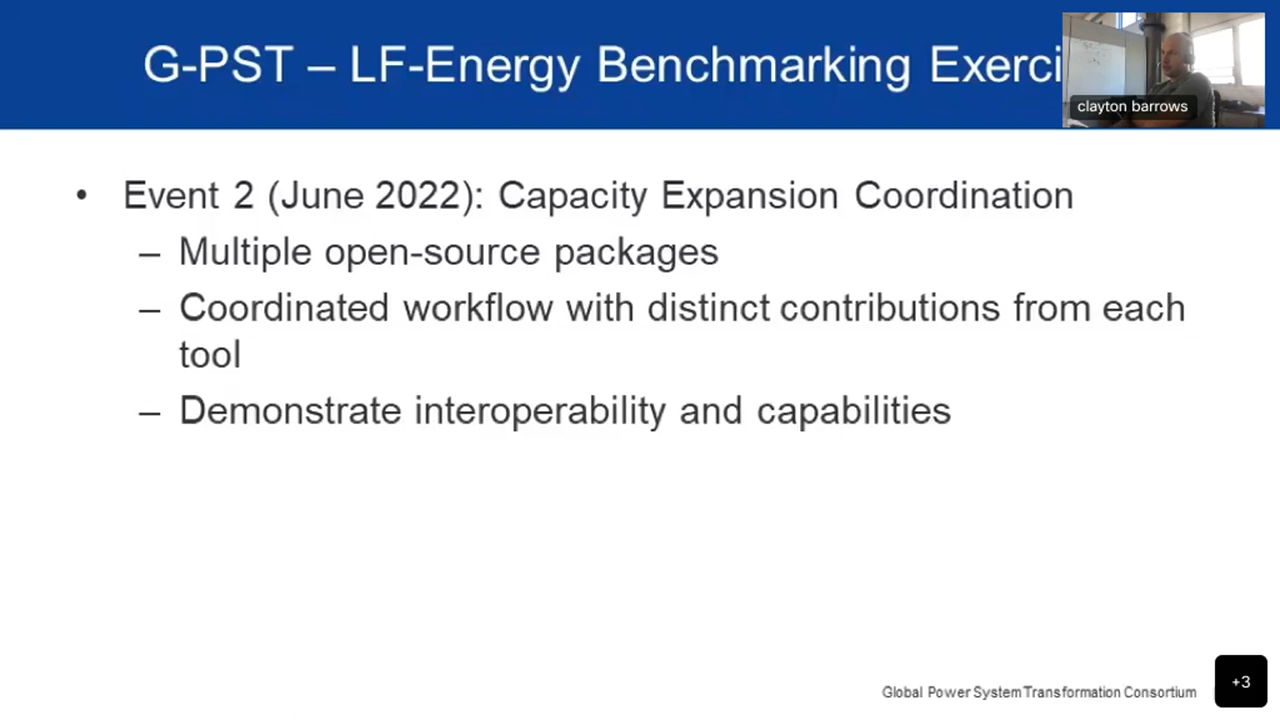 G-PST – LF-Energy Benchmarking Exerci
clayton barrows
• Event 2 (June 2022): Capacity Expansion Coordination
– Multiple open-source packages
– Coordinated workflow with distinct contributions from each
tool
– Demonstrate interoperability and capabilities
Global Power System Transformation Consortium
+3